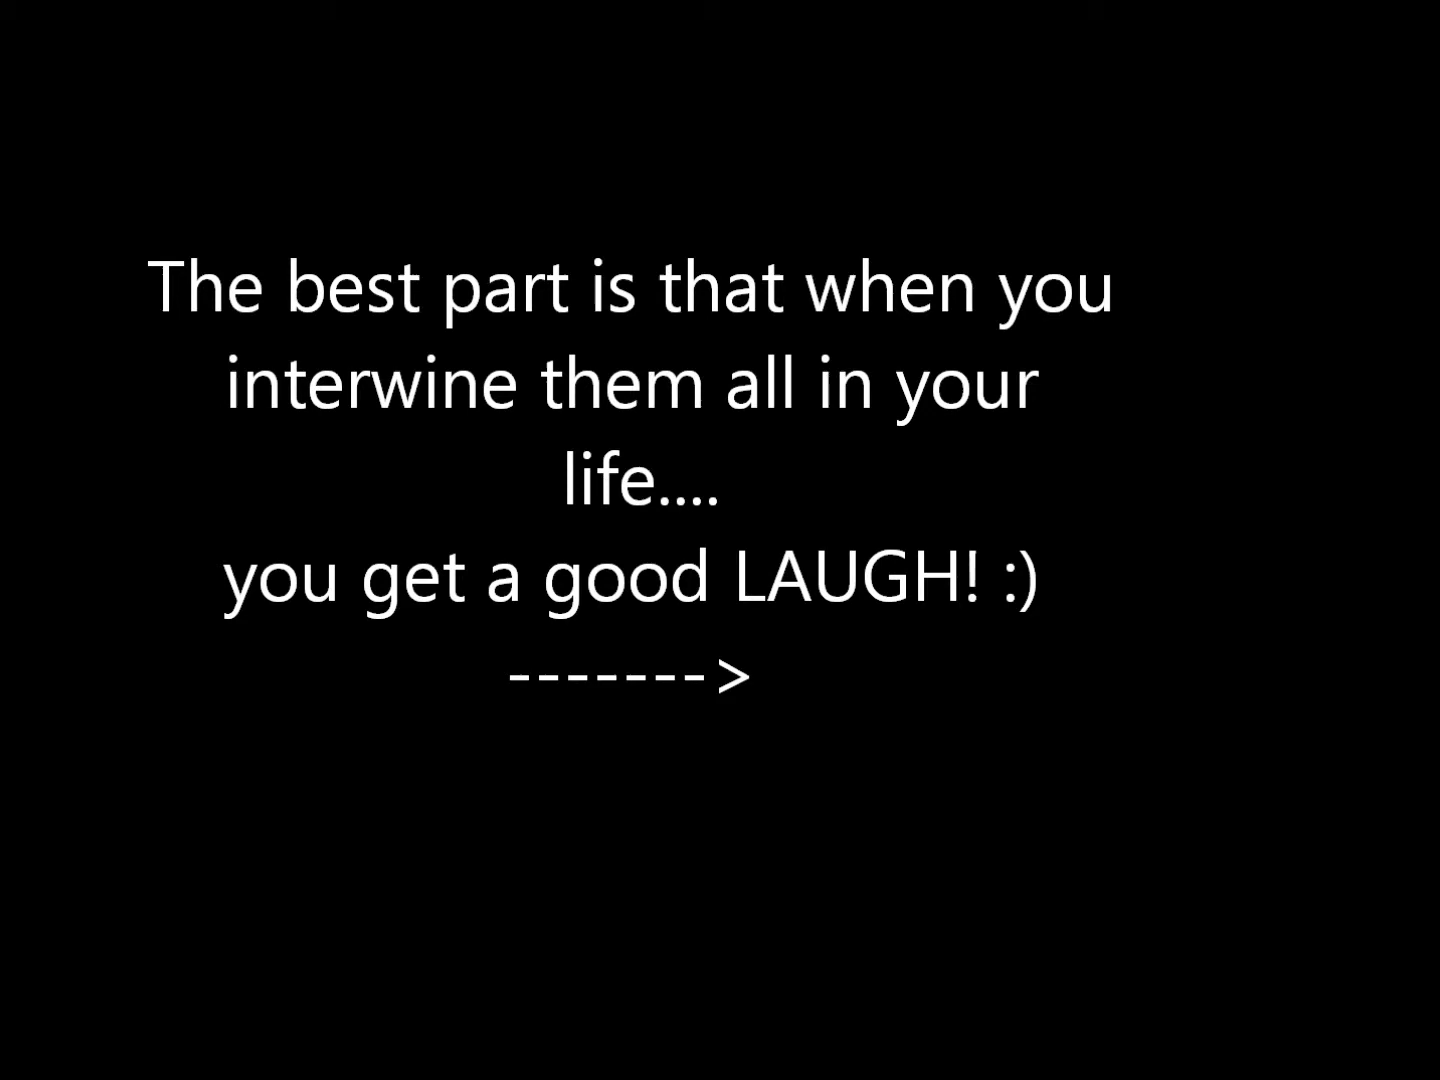 The best part is that when you
interwine them all in your
life....
you get a good LAUGH! :)
------->